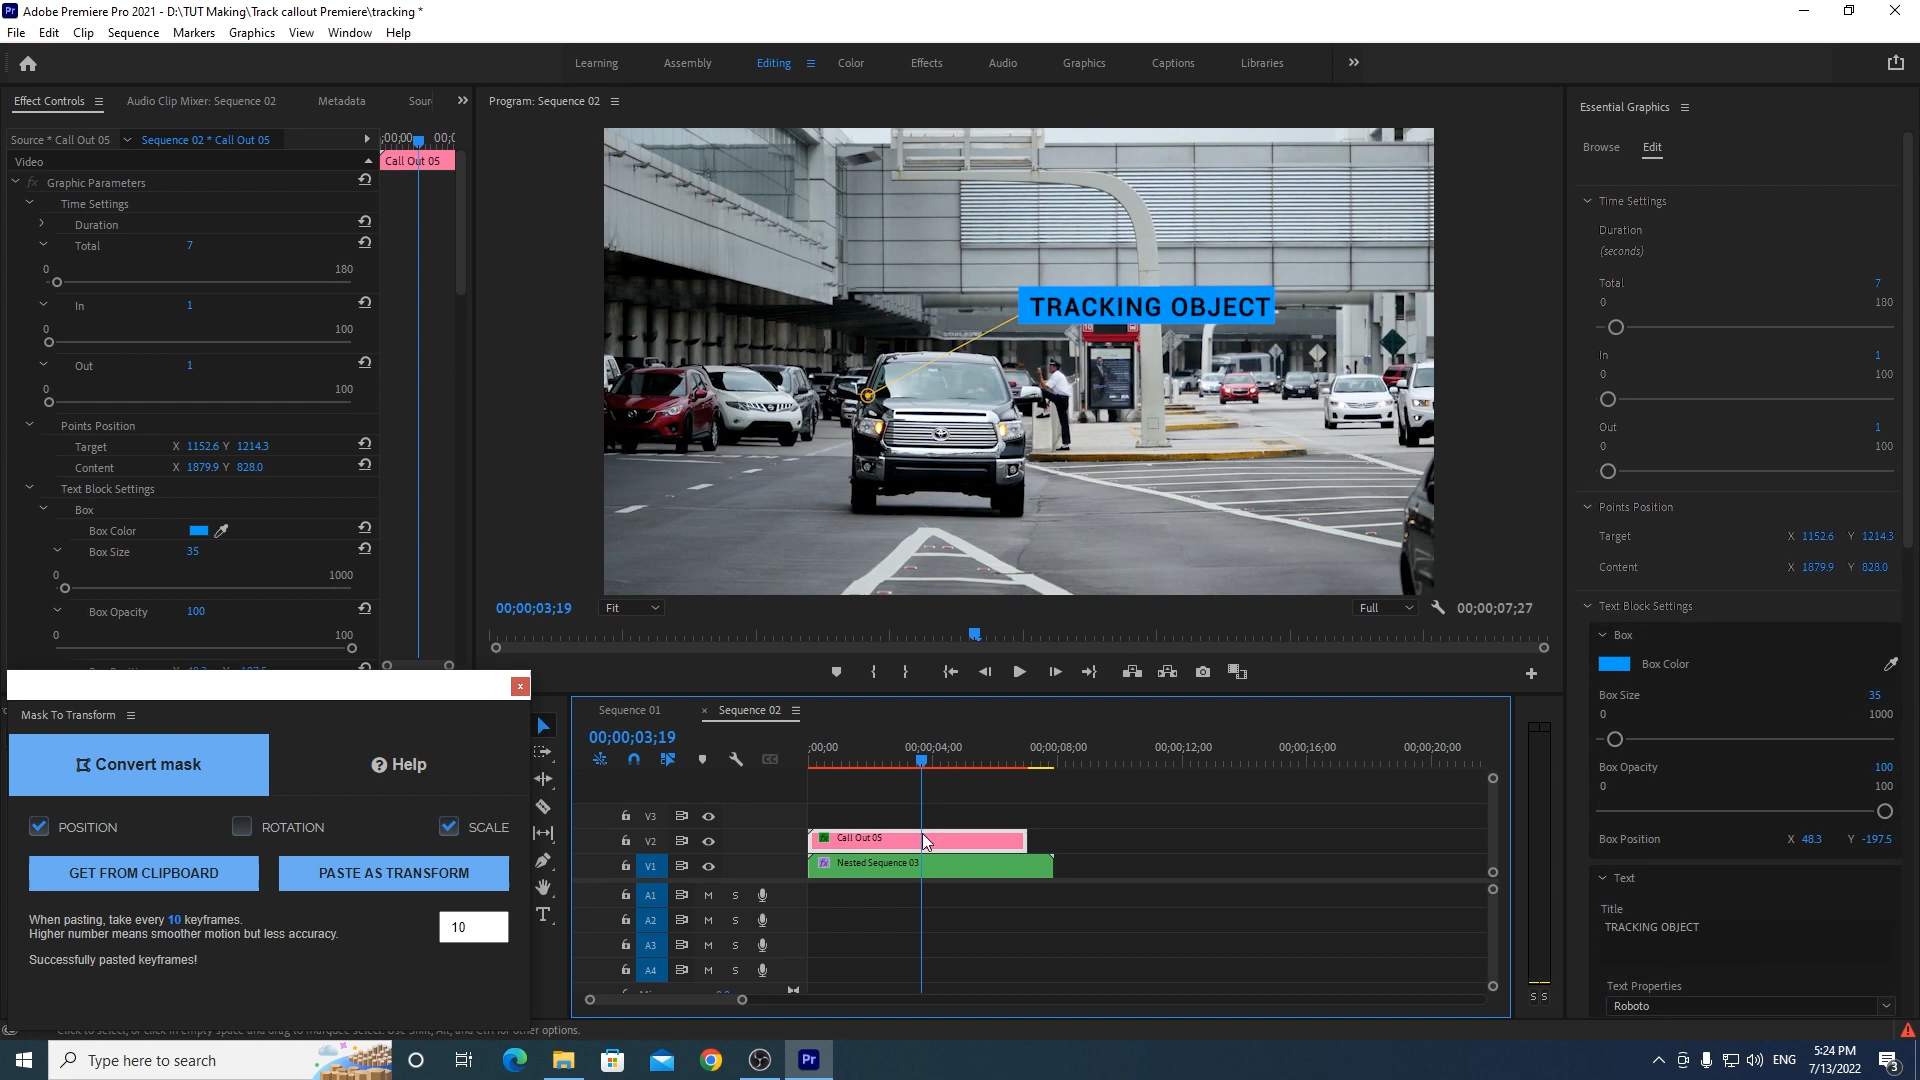 Adobe Premiere Pro 2021 - D:\TUT Making\Track callout Premiere\tracking *
File Edit Clip Sequence Markers Graphics View Window Help
Learning Assembly Editing Color Effects Audio Graphics Captions Libraries
Effect Controls Audio Clip Mixer: Sequence 02 Metadata
Source * Call Out 05 Sequence 02 * Call Out 05
Video Call Out 05
Graphic Parameters
Time Settings
Duration
Total 7
0 180
In 1
0 100
Out 1
0 100
Points Position
Target X 1152.6 Y 1214.3
Content X 1879.9 Y 828.0
Text Block Settings
Box
Box Color
Box Size 35
0 1000
Box Opacity 100
0 100
Program: Sequence 02
TRACKING OBJECT
00;00;03;19 Fit Full 00;00;07;27
Essential Graphics
Browse Edit
Time Settings
Duration
(seconds)
Total 7
0 180
In 1
0 100
Out 1
0 100
Points Position
Target X 1152.6 Y 1214.3
Content X 1879.9 Y 828.0
Text Block Settings
Box
Box Color
Box Size 35
0 1000
Box Opacity 100
0 100
Box Position X 48.3 Y -197.5
Text
Title
TRACKING OBJECT
Text Properties
Roboto
Mask To Transform
Convert mask Help
POSITION ROTATION SCALE
GET FROM CLIPBOARD PASTE AS TRANSFORM
When pasting, take every 10 keyframes.
Higher number means smoother motion but less accuracy.
10
Successfully pasted keyframes!
Sequence 01 × Sequence 02
00;00;03;19
;00;00 00;00;04;00 00;00;08;00 00;00;12;00 00;00;16;00 00;00;20;00
V3
V2 Call Out 05
V1 fx Nested Sequence 03
A1 M S
A2 M S
A3 M S
A4 M S
S S
Type here to search
ENG
5:24 PM
7/13/2022
3